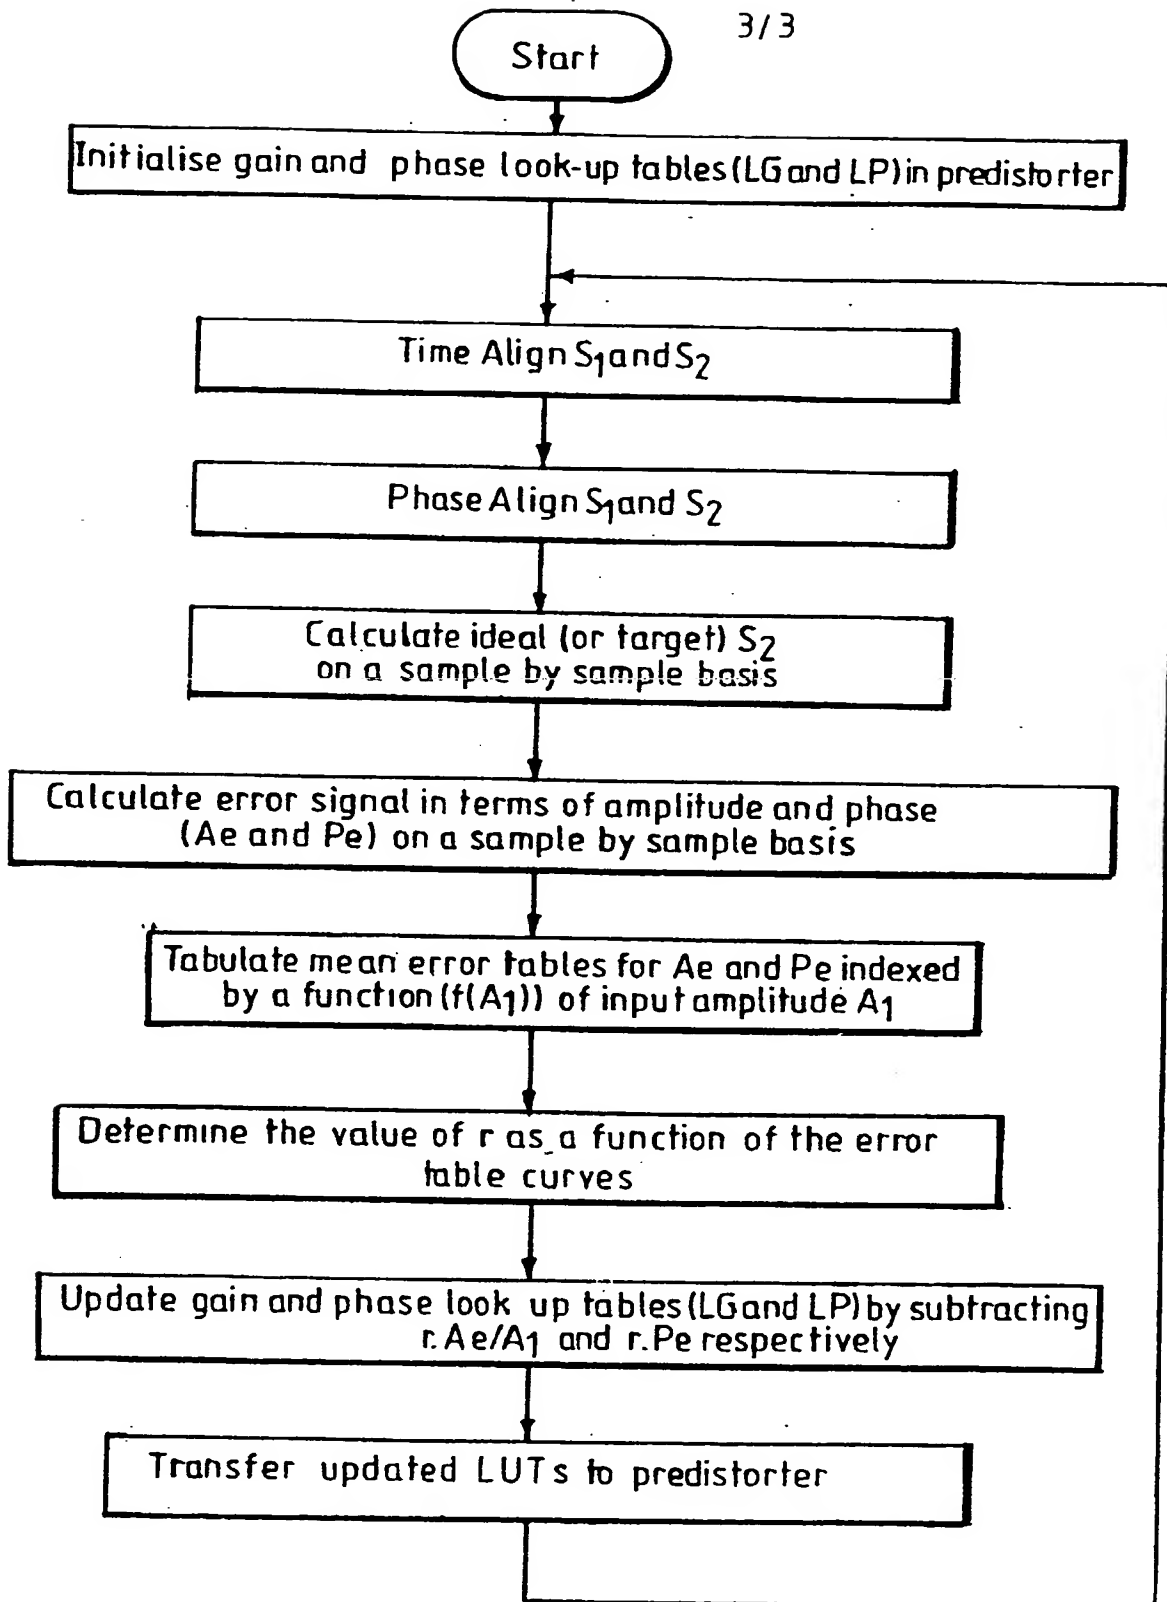 3/3
Start
Initialise gain and phase look-up tables (LG and LP) in predistorter
Time Align S1 and S2
Phase Align S1 and S2
Calculate ideal (or target) S2
on a sample by sample basis
Calculate error signal in terms of amplitude and phase
(Ae and Pe) on a sample by sample basis
Tabulate mean error tables for Ae and Pe indexed
by a function (f(A1)) of input amplitude A1
Determine the value of r as a function of the error
table curves
Update gain and phase look up tables (LG and LP) by subtracting
r.Ae/A1 and r.Pe respectively
Transfer updated LUTs to predistorter